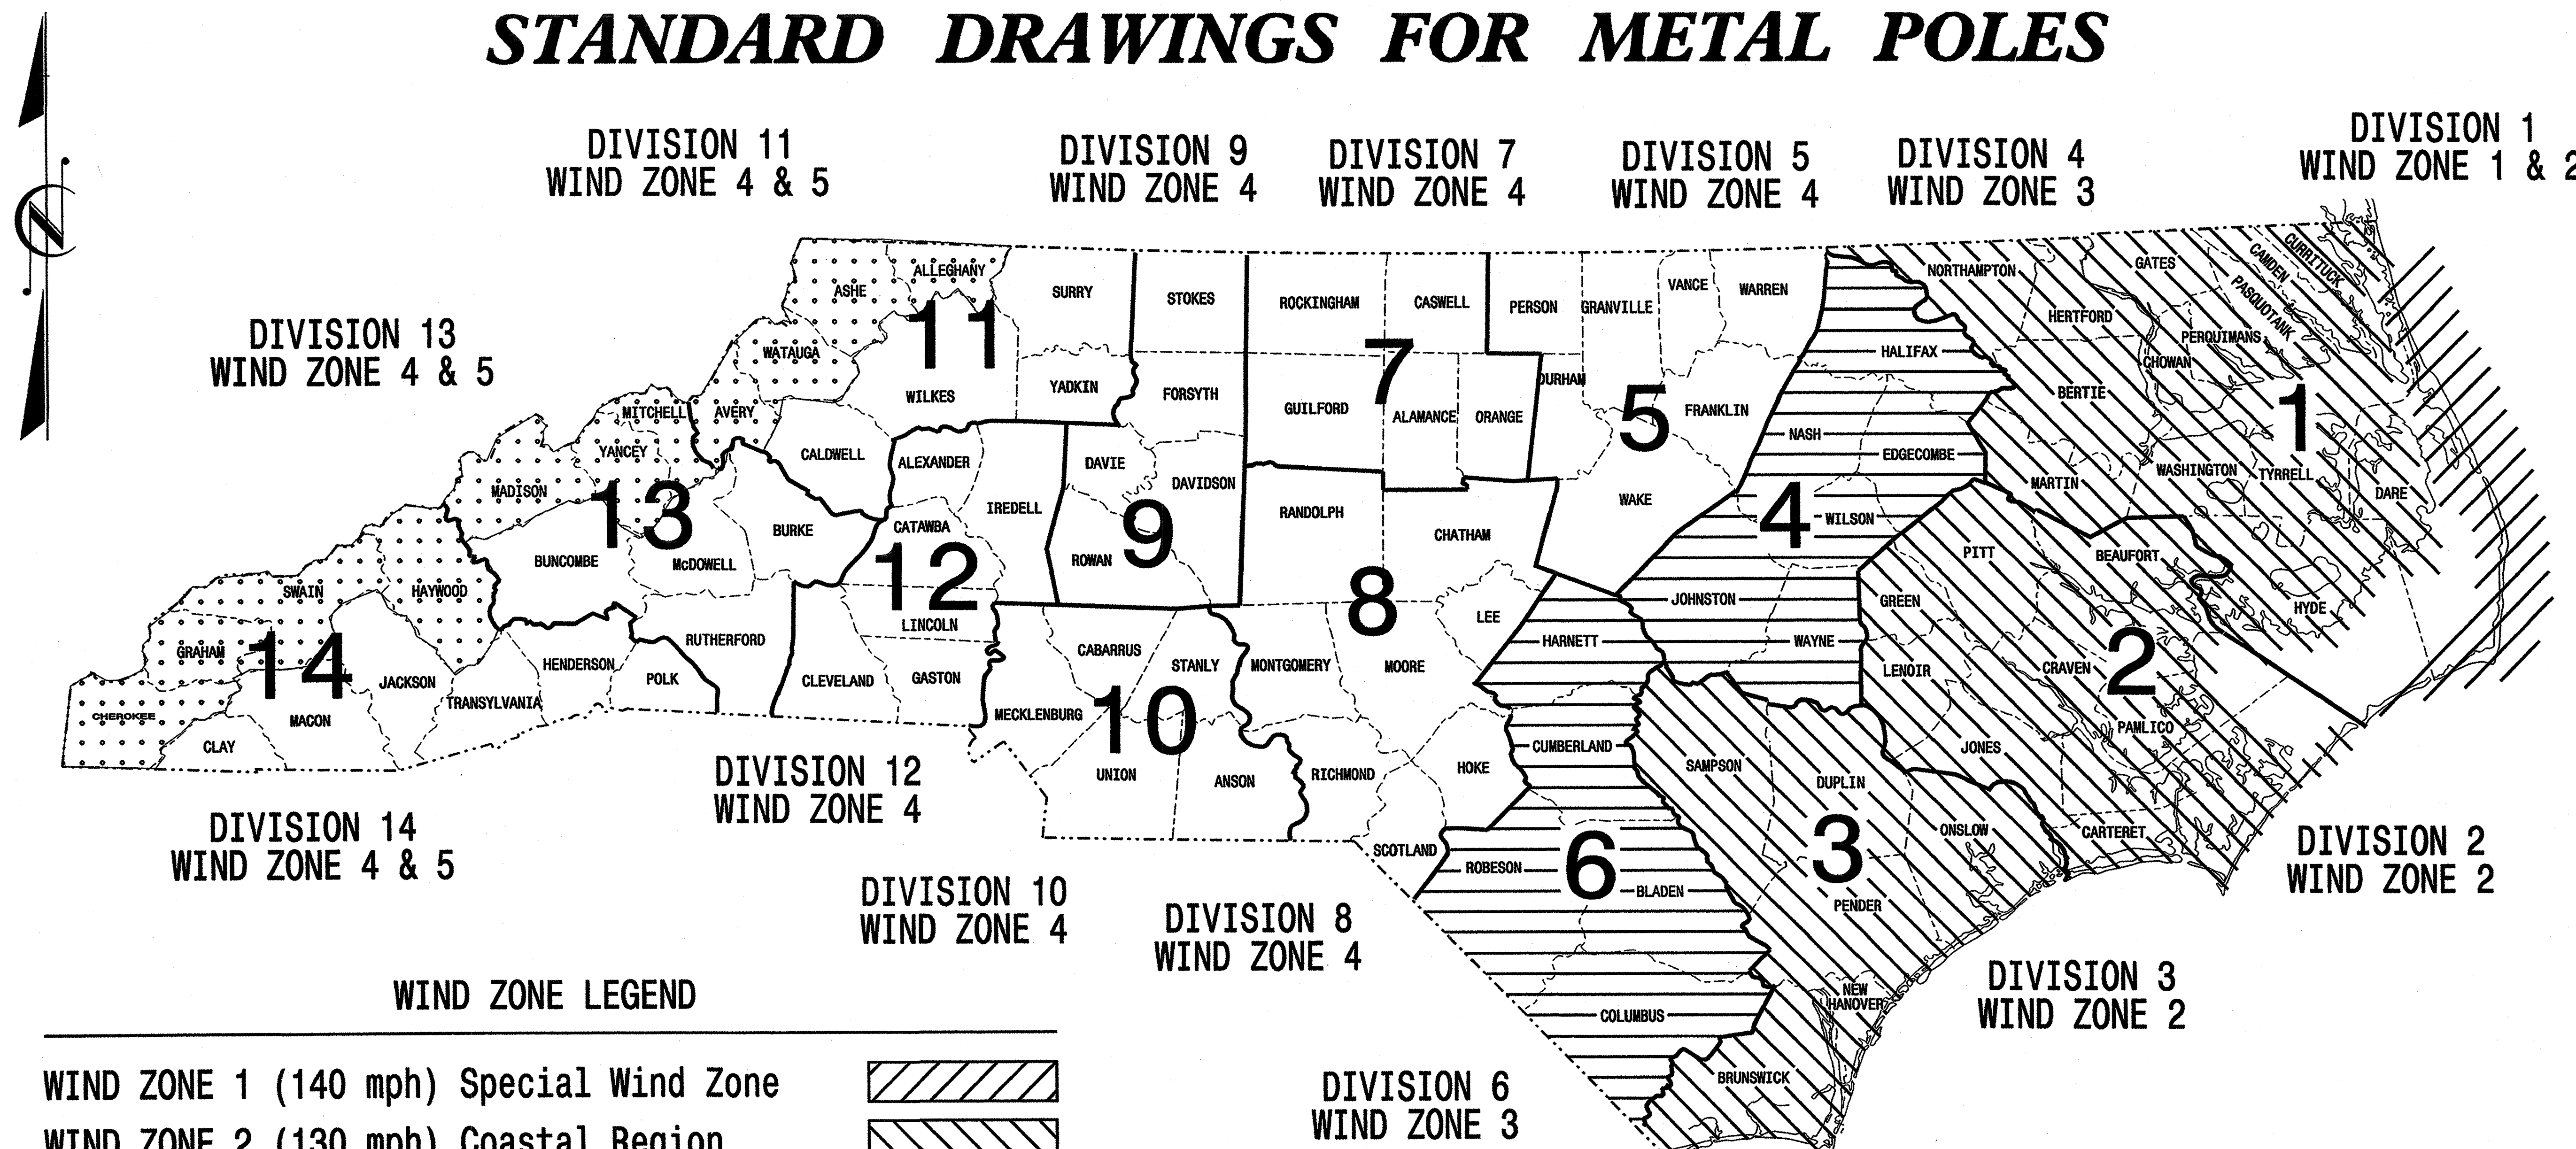 STANDARD DRAWINGS FOR METAL POLES
DIVISION 11
WIND ZONE 4 & 5
DIVISION 9
WIND ZONE 4
DIVISION 7
WIND ZONE 4
DIVISION 5
WIND ZONE 4
DIVISION 4
WIND ZONE 3
DIVISION 1
WIND ZONE 1 & 2
DIVISION 13
WIND ZONE 4 & 5
N
ASHE
ALLEGHANY
11
SURRY
STOKES
ROCKINGHAM
CASWELL
PERSON
GRANVILLE
VANCE
WARREN
NORTHAMPTON
GATES
CAMDEN
CURRITUCK
PASQUOTANK
HERTFORD
PERQUIMANS
CHOWAN
HALIFAX
WATAUGA
WILKES
YADKIN
FORSYTH
GUILFORD
7
ALAMANCE
ORANGE
DURHAM
5
FRANKLIN
NASH
EDGECOMBE
BERTIE
1
MITCHELL
AVERY
YANCEY
CALDWELL
ALEXANDER
DAVIE
DAVIDSON
MADISON
13
IREDELL
RANDOLPH
CHATHAM
WAKE
4
WILSON
MARTIN
WASHINGTON
TYRRELL
DARE
BUNCOMBE
McDOWELL
BURKE
CATAWBA
12
ROWAN
9
PITT
BEAUFORT
HYDE
SWAIN
HAYWOOD
LINCOLN
8
LEE
JOHNSTON
GREEN
GRAHAM
14
JACKSON
HENDERSON
RUTHERFORD
POLK
CLEVELAND
GASTON
CABARRUS
STANLY
MONTGOMERY
MOORE
HARNETT
WAYNE
LENOIR
CRAVEN
2
CHEROKEE
MACON
TRANSYLVANIA
CLAY
MECKLENBURG
10
UNION
ANSON
RICHMOND
HOKE
CUMBERLAND
SAMPSON
DUPLIN
JONES
PAMLICO
DIVISION 12
WIND ZONE 4
DIVISION 14
WIND ZONE 4 & 5
SCOTLAND
ROBESON
6
BLADEN
3
ONSLOW
CARTERET
PENDER
DIVISION 2
WIND ZONE 2
DIVISION 10
WIND ZONE 4
DIVISION 8
WIND ZONE 4
DIVISION 3
WIND ZONE 2
NEW
HANOVER
COLUMBUS
BRUNSWICK
DIVISION 6
WIND ZONE 3
WIND ZONE LEGEND
WIND ZONE 1 (140 mph) Special Wind Zone
WIND ZONE 2 (130 mph) Coastal Region